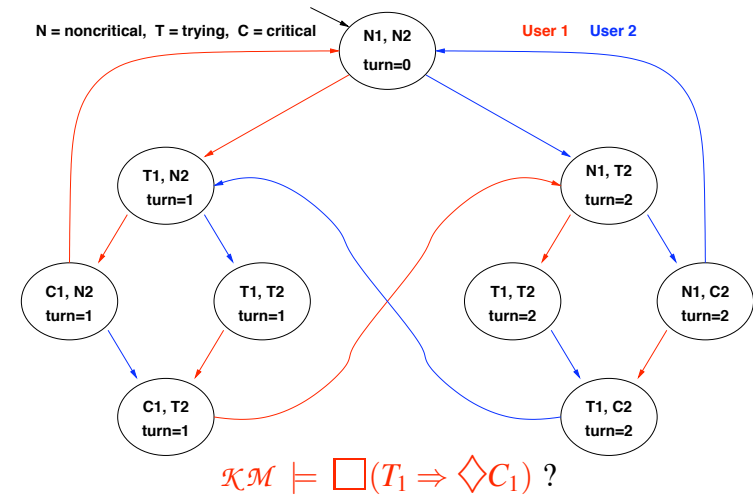 N = noncritical, T = trying, C = critical
User 1 User 2
N1, N2
turn=0
T1, N2
turn=1
N1, T2
turn=2
C1, N2
turn=1
T1, T2
turn=1
T1, T2
turn=2
N1, C2
turn=2
C1, T2
turn=1
T1, C2
turn=2
𝒦ℳ ⊨ □(T₁ ⇒ ◇C₁) ?